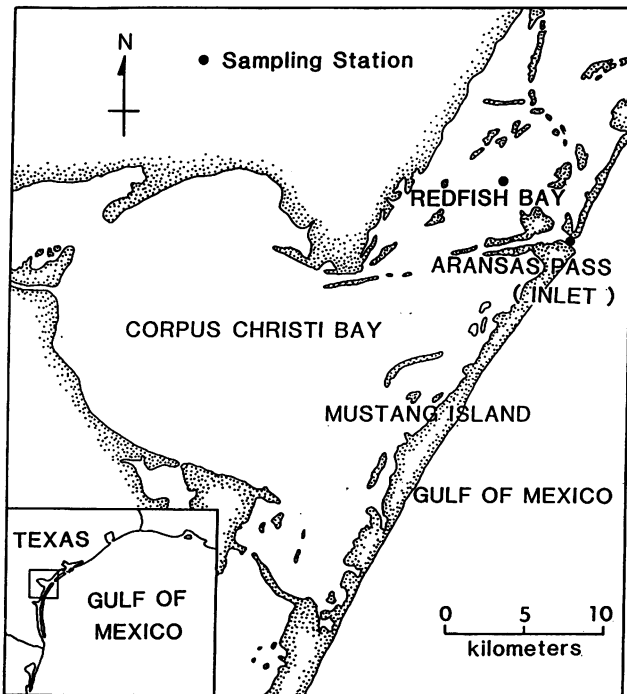 N
Sampling Station
REDFISH BAY
ARANSAS PASS
( INLET )
CORPUS CHRISTI BAY
MUSTANG ISLAND
GULF OF MEXICO
TEXAS
GULF OF
MEXICO
0 5 10
kilometers